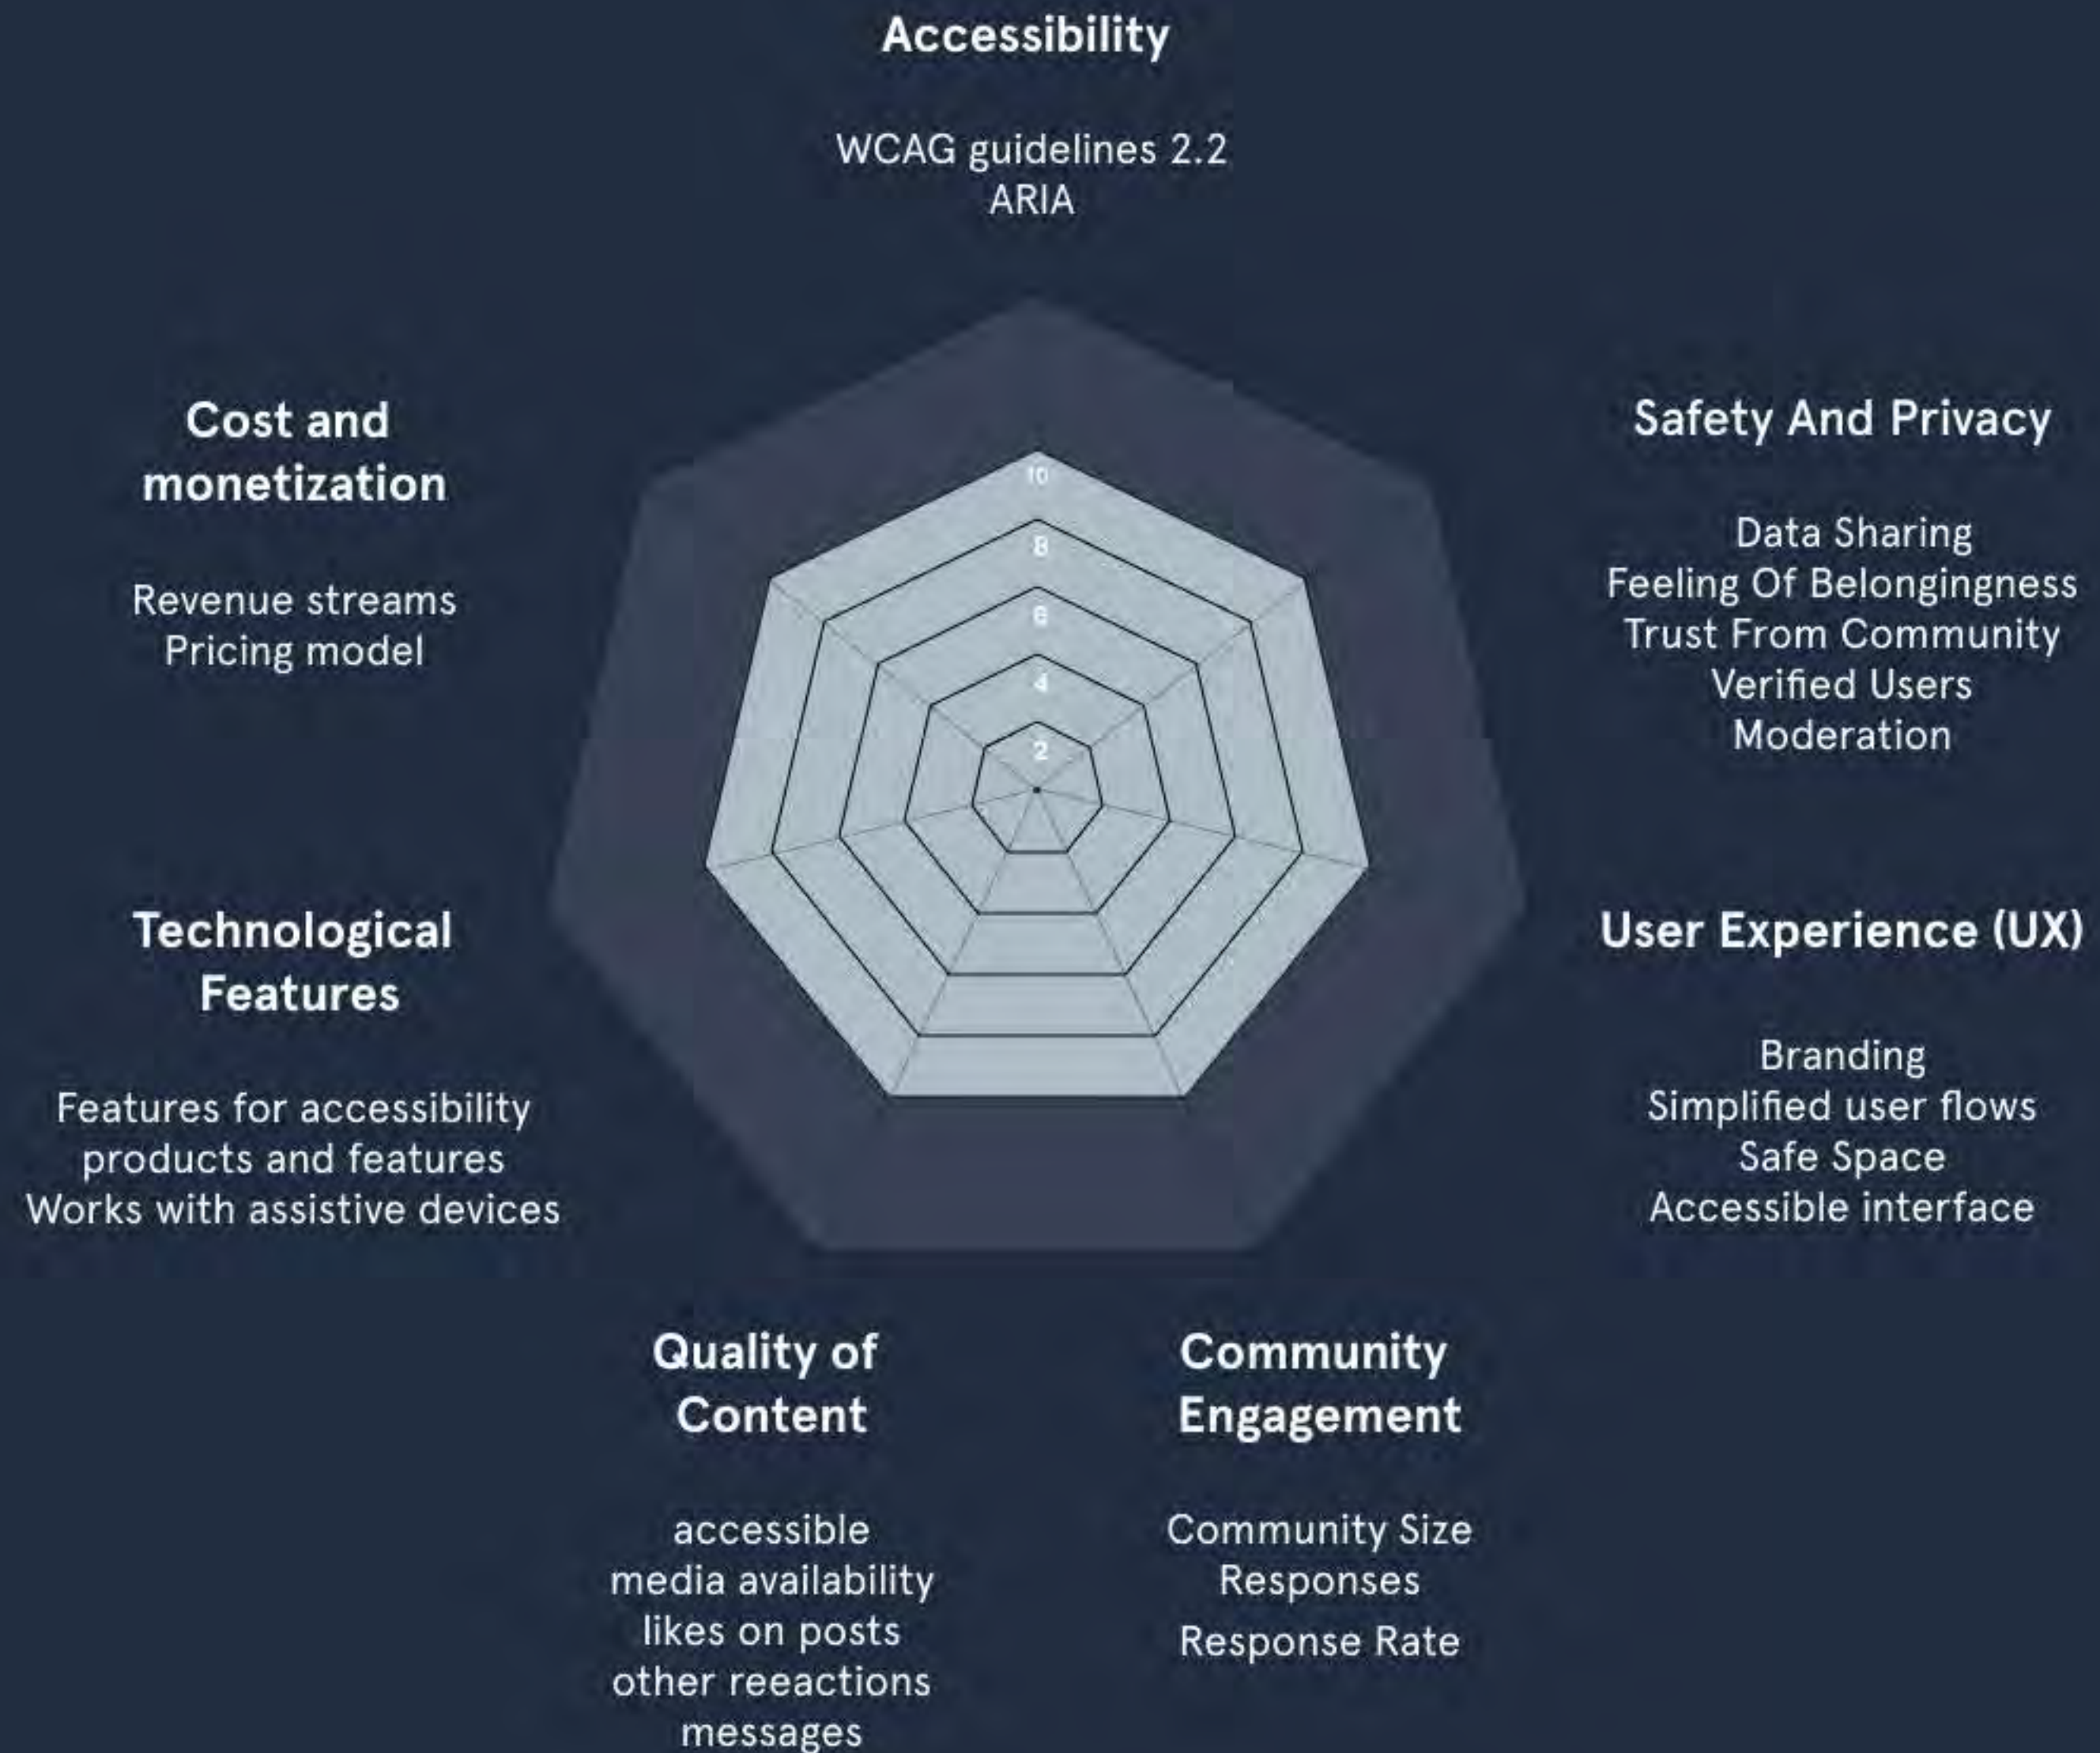 Accessibility
WCAG guidelines 2.2
ARIA
Cost and
monetization
Revenue streams
Pricing model
Safety And Privacy
Data Sharing
Feeling Of Belongingness
Trust From Community
Verified Users
Moderation
10
8
6
4
2
Technological
Features
Features for accessibility
products and features
Works with assistive devices
User Experience (UX)
Branding
Simplified user flows
Safe Space
Accessible interface
Quality of
Content
accessible
media availability
likes on posts
other reeactions
messages
Community
Engagement
Community Size
Responses
Response Rate